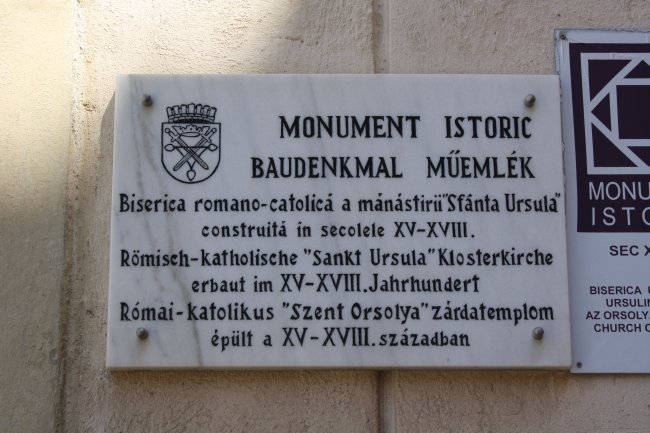 MONUMENT ISTORIC
BAUDENKMAL MŰEMLÉK
Biserica romano-catolică a mănăstirii "Sfânta Ursula"
construită în secolele XV-XVIII.
Römisch-katholische "Sankt Ursula" Klosterkirche
erbaut im XV-XVIII. Jahrhundert
Római-katolikus "Szent Orsolya" zárdatemplom
épült a XV-XVIII. században
MONU
ISTO
SEC X
BISERICA
URSULIN
AZ ORSOLY
CHURCH O